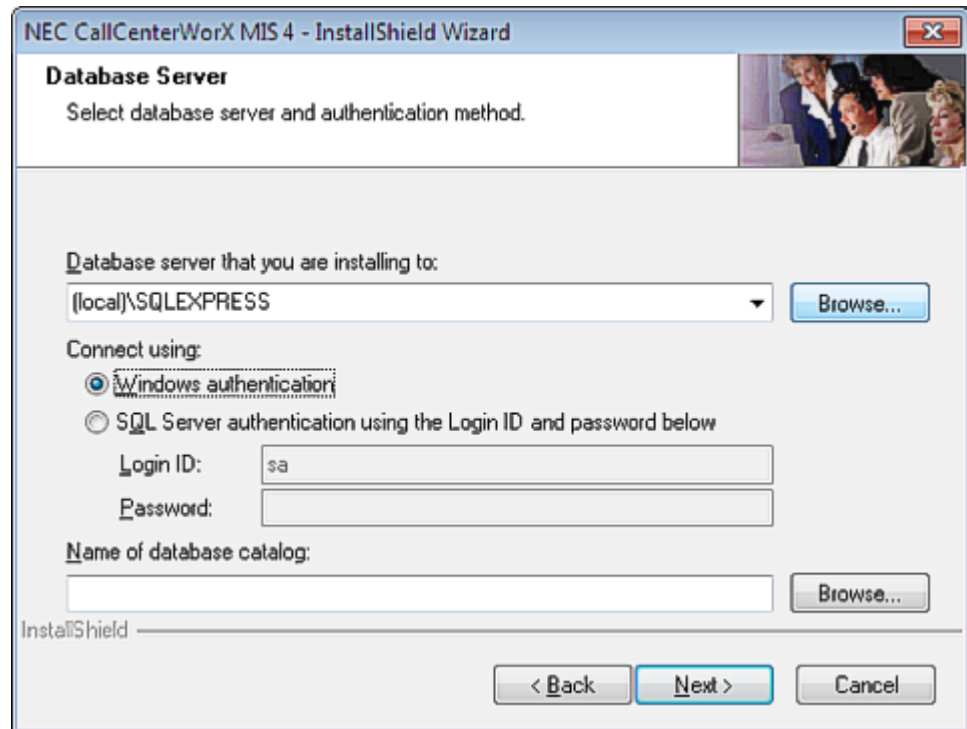 NEC CallCenterWorX MIS 4 - InstallShield Wizard
Database Server
Select database server and authentication method.
Database server that you are installing to:
(local)\SQLEXPRESS
Browse...
Connect using:
Windows authentication
SQL Server authentication using the Login ID and password below
Login ID:
sa
Password:
Name of database catalog:
Browse...
InstallShield
< Back
Next >
Cancel